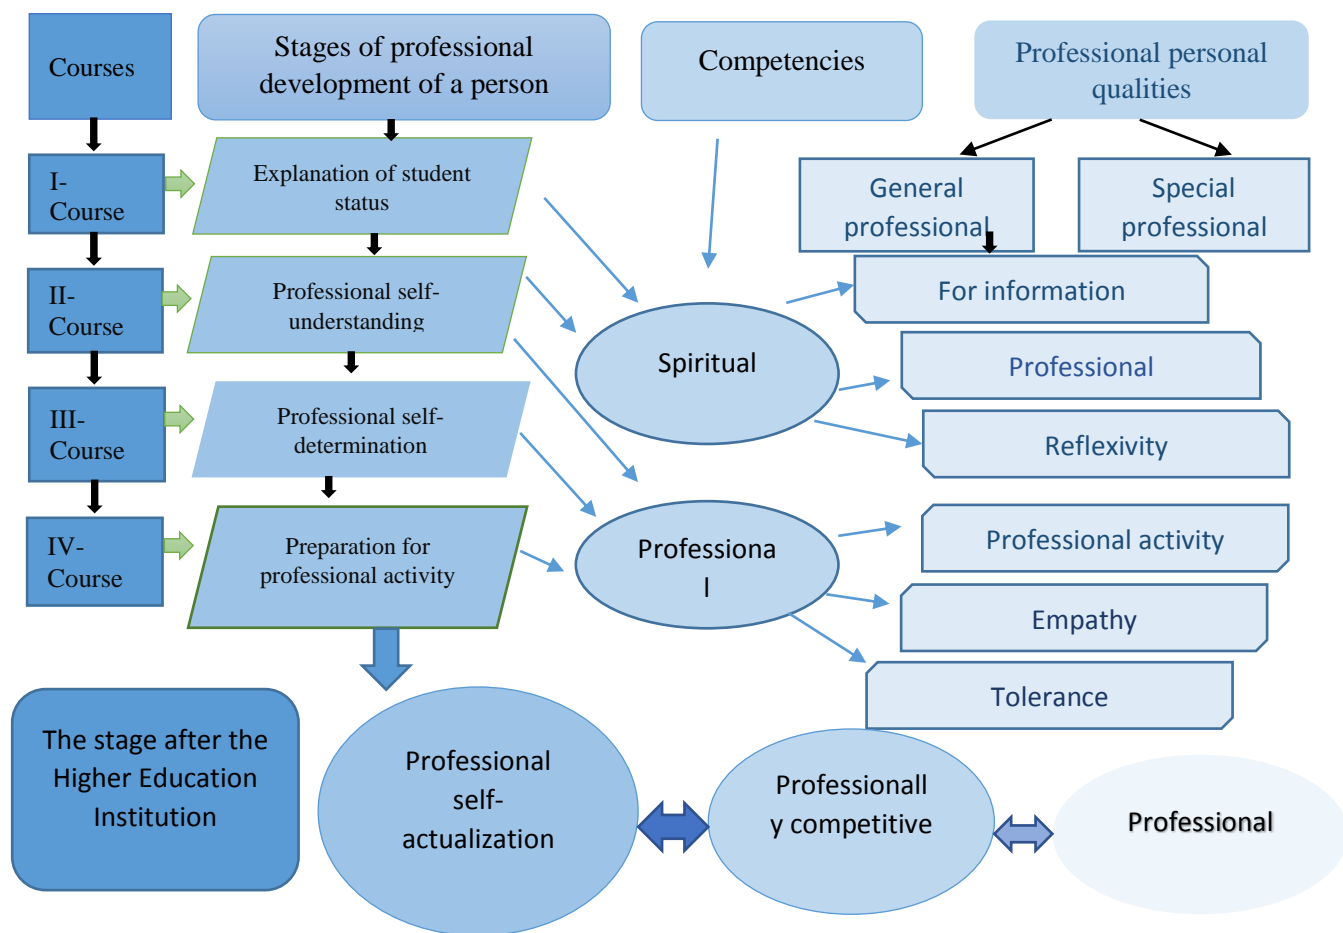 Courses
Stages of professional
development of a person
Competencies
Professional personal
qualities
I-
Course
Explanation of student
status
General
professional
Special
professional
II-
Course
Professional self-
understanding
Spiritual
For information
Professional
Reflexivity
III-
Course
Professional self-
determination
IV-
Course
Preparation for
professional activity
Professiona
l
Professional activity
Empathy
Tolerance
The stage after the
Higher Education
Institution
Professional
self-
actualization
Professionall
y competitive
Professional